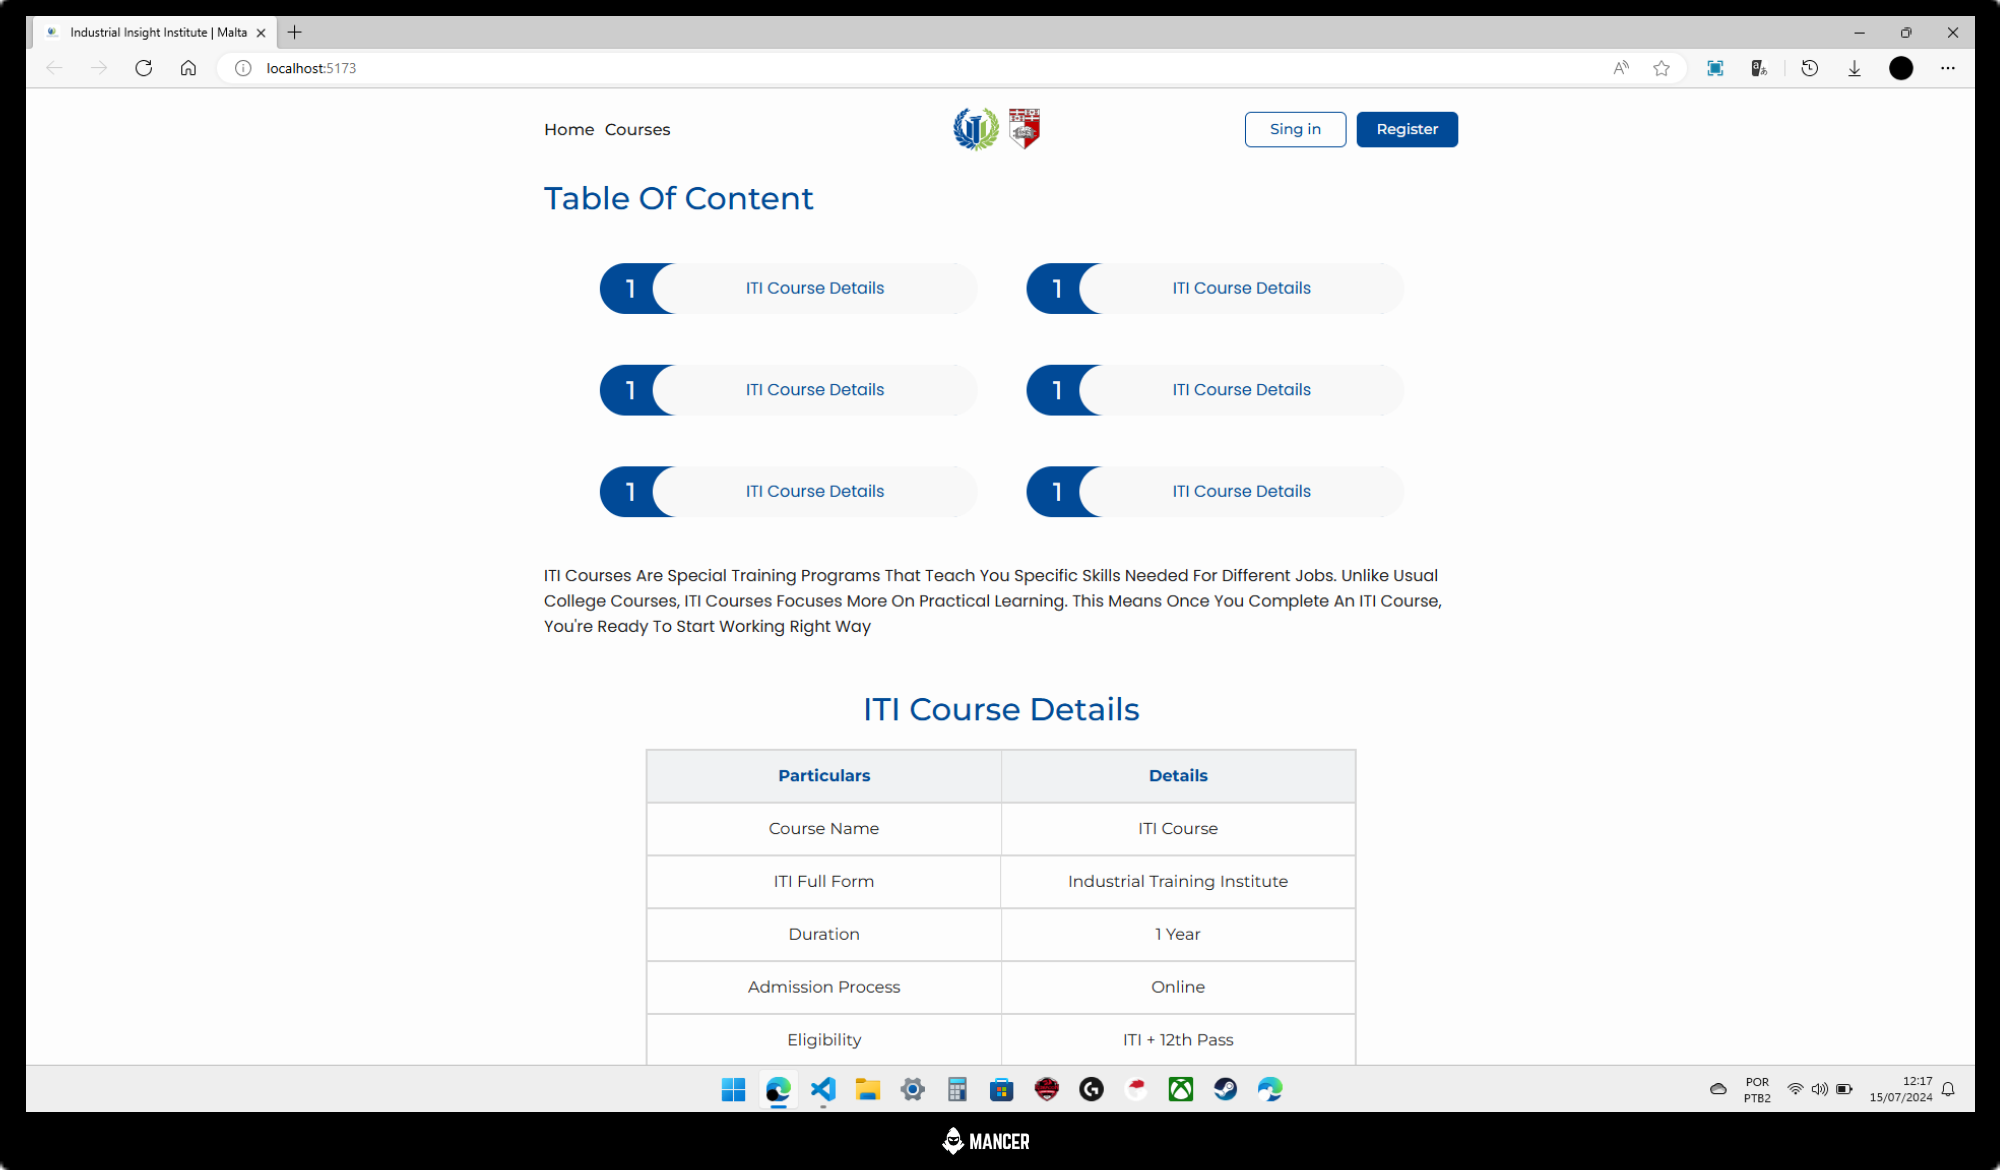 Industrial Insight Institute | Malta
localhost:5173
Home Courses
Sing in
Register
Table Of Content
1 ITI Course Details
1 ITI Course Details
1 ITI Course Details
1 ITI Course Details
1 ITI Course Details
1 ITI Course Details
ITI Courses Are Special Training Programs That Teach You Specific Skills Needed For Different Jobs. Unlike Usual
College Courses, ITI Courses Focuses More On Practical Learning. This Means Once You Complete An ITI Course,
You're Ready To Start Working Right Way
ITI Course Details
Particulars Details
Course Name ITI Course
ITI Full Form Industrial Training Institute
Duration 1 Year
Admission Process Online
Eligibility ITI + 12th Pass
POR
PTB2
12:17
15/07/2024
MANCER